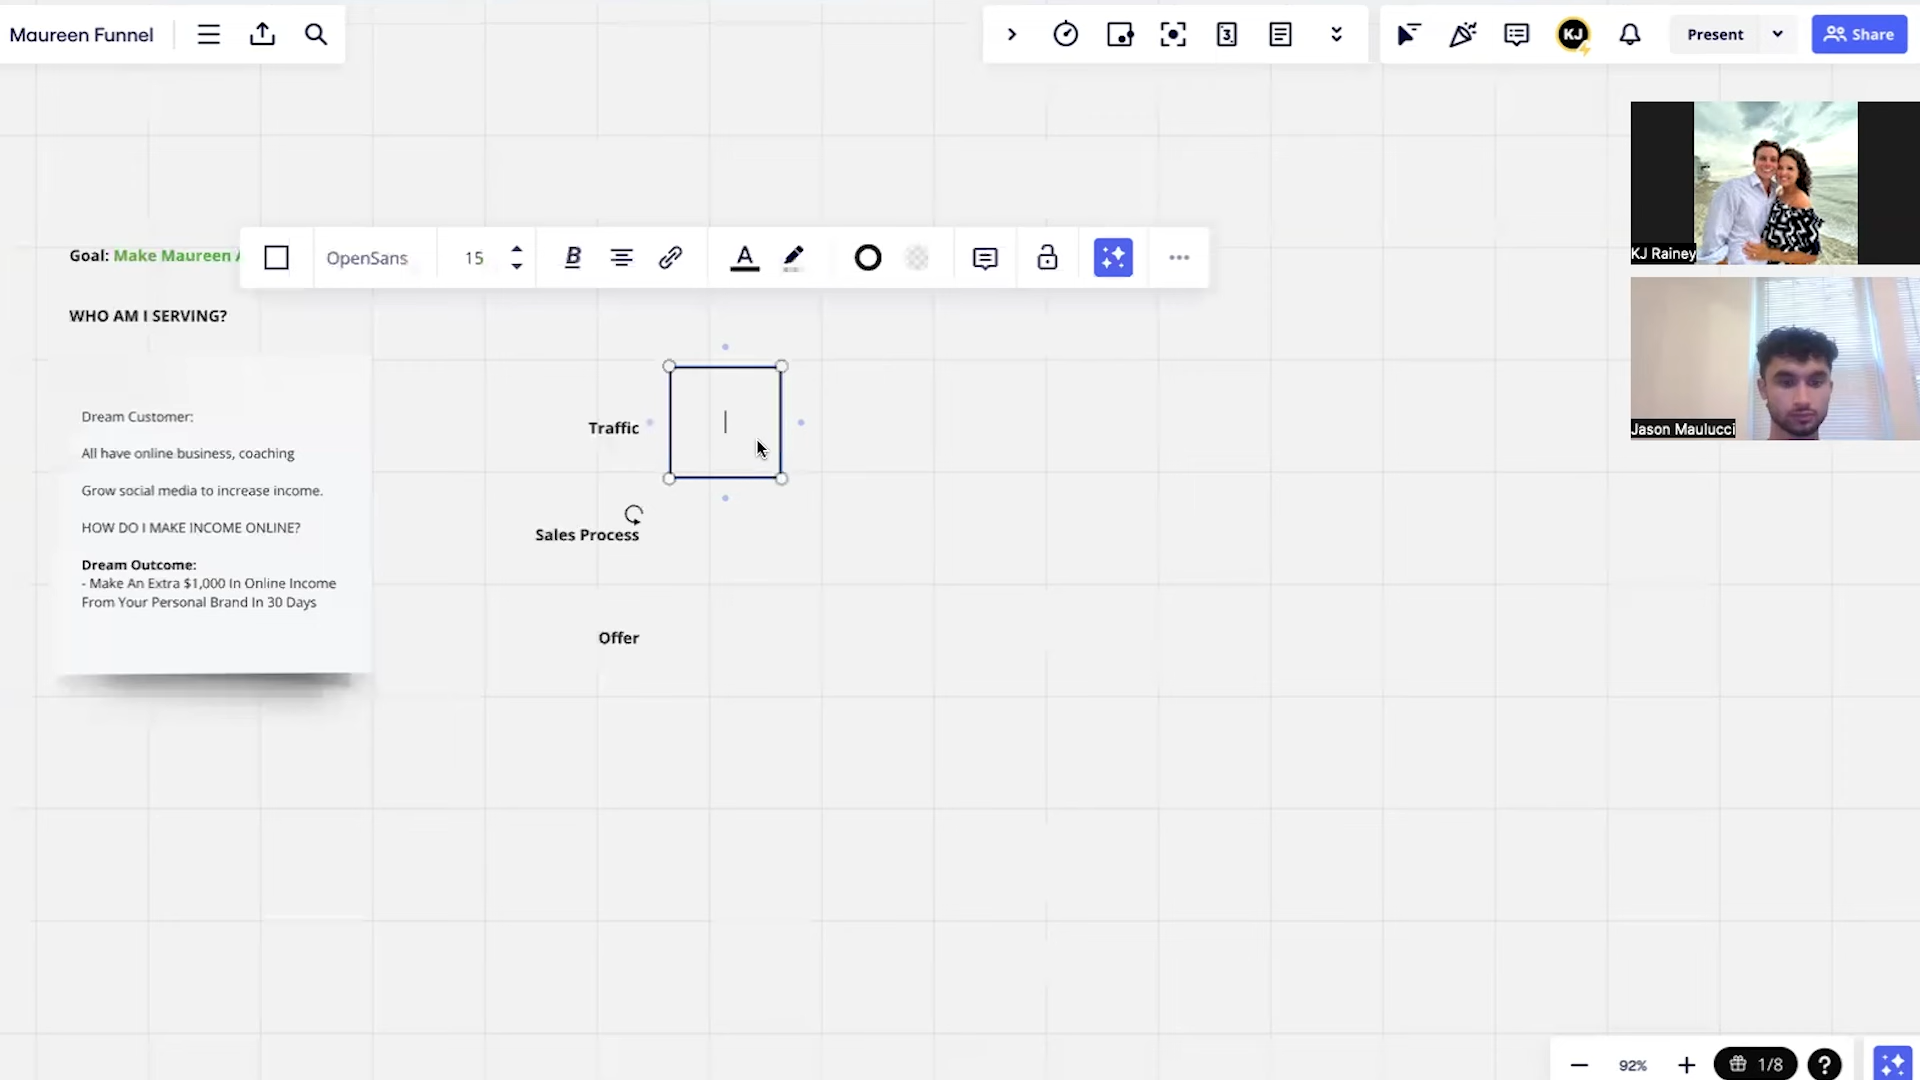 Maureen Funnel
3
KJ
Present
Share
KJ Rainey
Goal: Make Maureen
OpenSans
15
B
A
WHO AM I SERVING?
Dream Customer:
All have online business, coaching
Grow social media to increase income.
HOW DO I MAKE INCOME ONLINE?
Dream Outcome:
- Make An Extra $1,000 In Online Income
From Your Personal Brand In 30 Days
Traffic
Sales Process
Offer
Jason Maulucci
92%
1/8
?